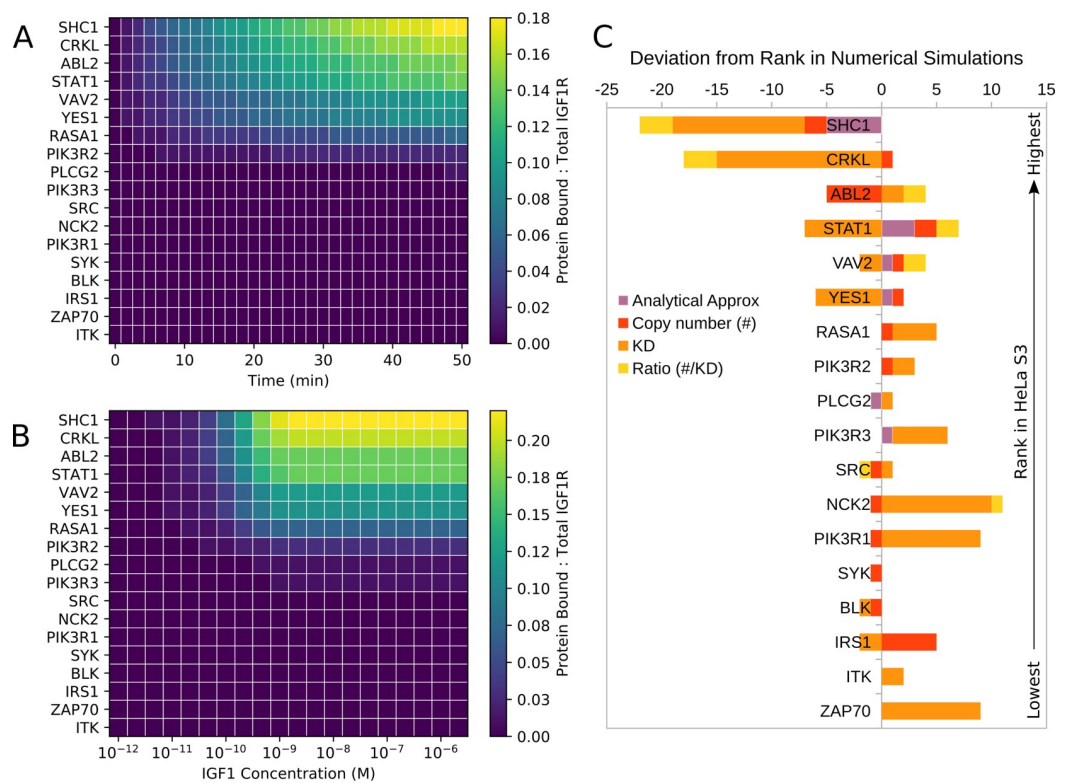 A
SHC1
CRKL
ABL2
STAT1
VAV2
YES1
RASA1
PIK3R2
PLCG2
PIK3R3
SRC
NCK2
PIK3R1
SYK
BLK
IRS1
ZAP70
ITK
0 10 20 30 40 50
Time (min)
0.18
0.16
0.14
0.12
0.10
0.08
0.06
0.04
0.02
0.00
Protein Bound : Total IGF1R
B
SHC1
CRKL
ABL2
STAT1
VAV2
YES1
RASA1
PIK3R2
PLCG2
PIK3R3
SRC
NCK2
PIK3R1
SYK
BLK
IRS1
ZAP70
ITK
10⁻¹² 10⁻¹¹ 10⁻¹⁰ 10⁻⁹ 10⁻⁸ 10⁻⁷ 10⁻⁶
IGF1 Concentration (M)
0.20
0.18
0.15
0.12
0.10
0.08
0.05
0.03
0.00
Protein Bound : Total IGF1R
C
Deviation from Rank in Numerical Simulations
-25 -20 -15 -10 -5 0 5 10 15
SHC1
CRKL
ABL2
STAT1
VAV2
YES1
RASA1
PIK3R2
PLCG2
PIK3R3
SRC
NCK2
PIK3R1
SYK
BLK
IRS1
ITK
ZAP70
Analytical Approx
Copy number (#)
KD
Ratio (#/KD)
Highest
Rank in HeLa S3
Lowest